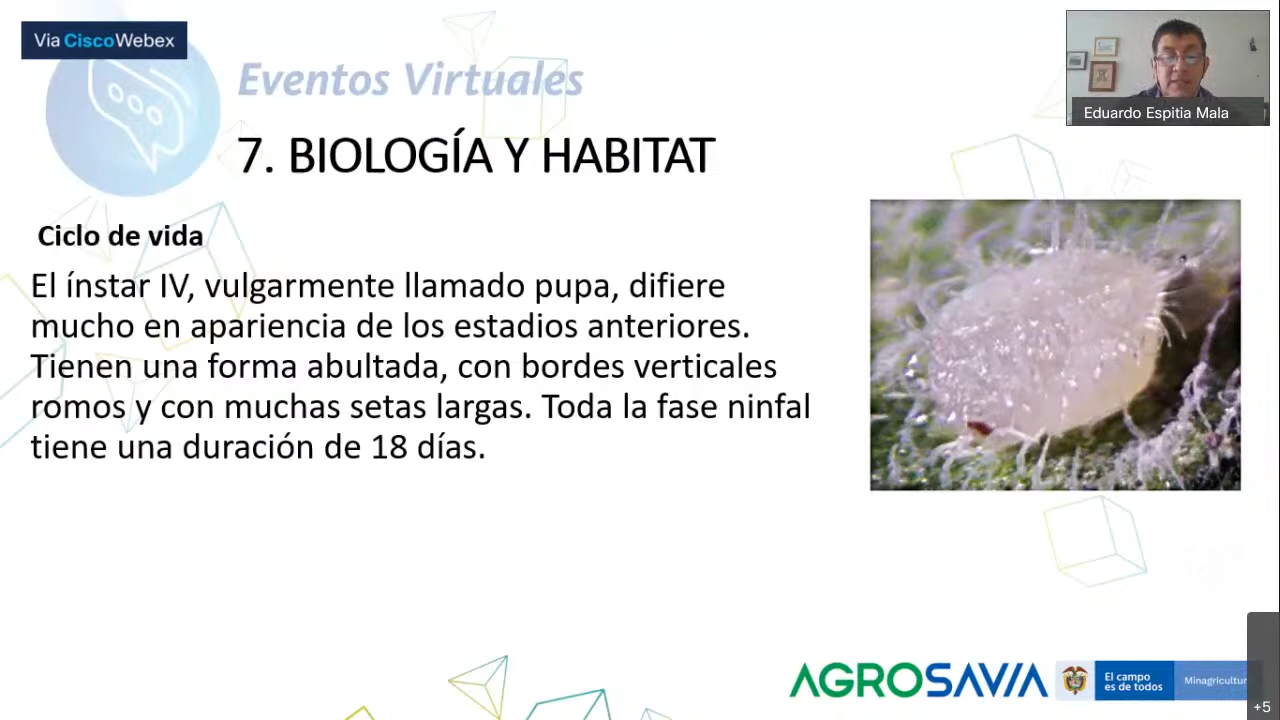 Via Cisco Webex
Eventos Virtuales
Eduardo Espitia Mala
7. BIOLOGÍA Y HABITAT
Ciclo de vida
El ínstar IV, vulgarmente llamado pupa, difiere
mucho en apariencia de los estadios anteriores.
Tienen una forma abultada, con bordes verticales
romos y con muchas setas largas. Toda la fase ninfal
tiene una duración de 18 días.
AGROSAVIA
El campo
es de todos
Minagricultur
+5